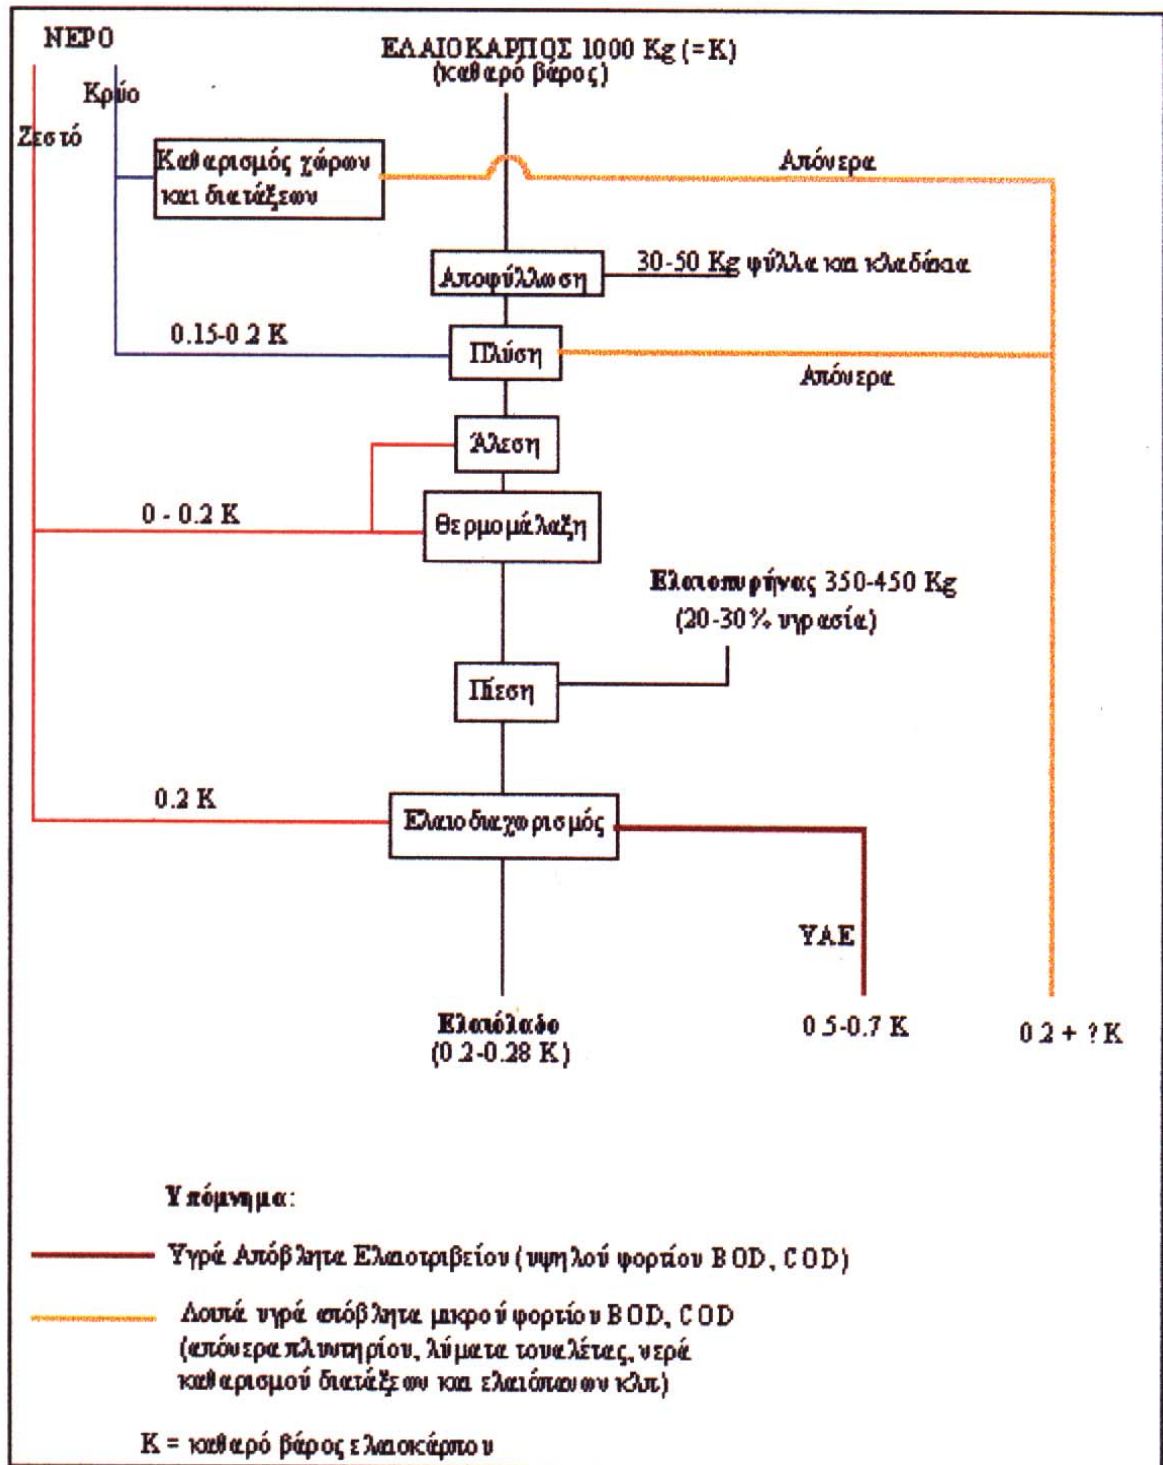 ΝΕΡΟ
ΕΛΑΙΟΚΑΡΠΟΣ 1000 Kg (=K)
(καθαρό βάρος)
Κρύο
Ζεστό
Καθαρισμός χώρων
και διατάξεων
Απόνερα
Αποφύλλωση
30-50 Kg φύλλα και κλαδάκια
0.15-0.2 K
Πλύση
Απόνερα
Άλεση
0 - 0.2 K
Θερμομάλαξη
Ελαιοπυρήνας 350-450 Kg
(20-30% υγρασία)
Πίεση
0.2 K
Ελαιοδιαχωρισμός
ΥΑΕ
Ελαιόλαδο
(0.2-0.28 K)
0.5-0.7 K
0.2 + ? K
Υπόμνημα:
Υγρά Απόβλητα Ελαιοτριβείου (υψηλού φορτίου BOD, COD)
Λοιπά υγρά απόβλητα μικρού φορτίου BOD, COD
(απόνερα πλυντηρίου, λύματα τουαλέτας, νερά
καθαρισμού διατάξεων και ελαιόπανων κλπ)
K = καθαρό βάρος ελαιοκάρπου